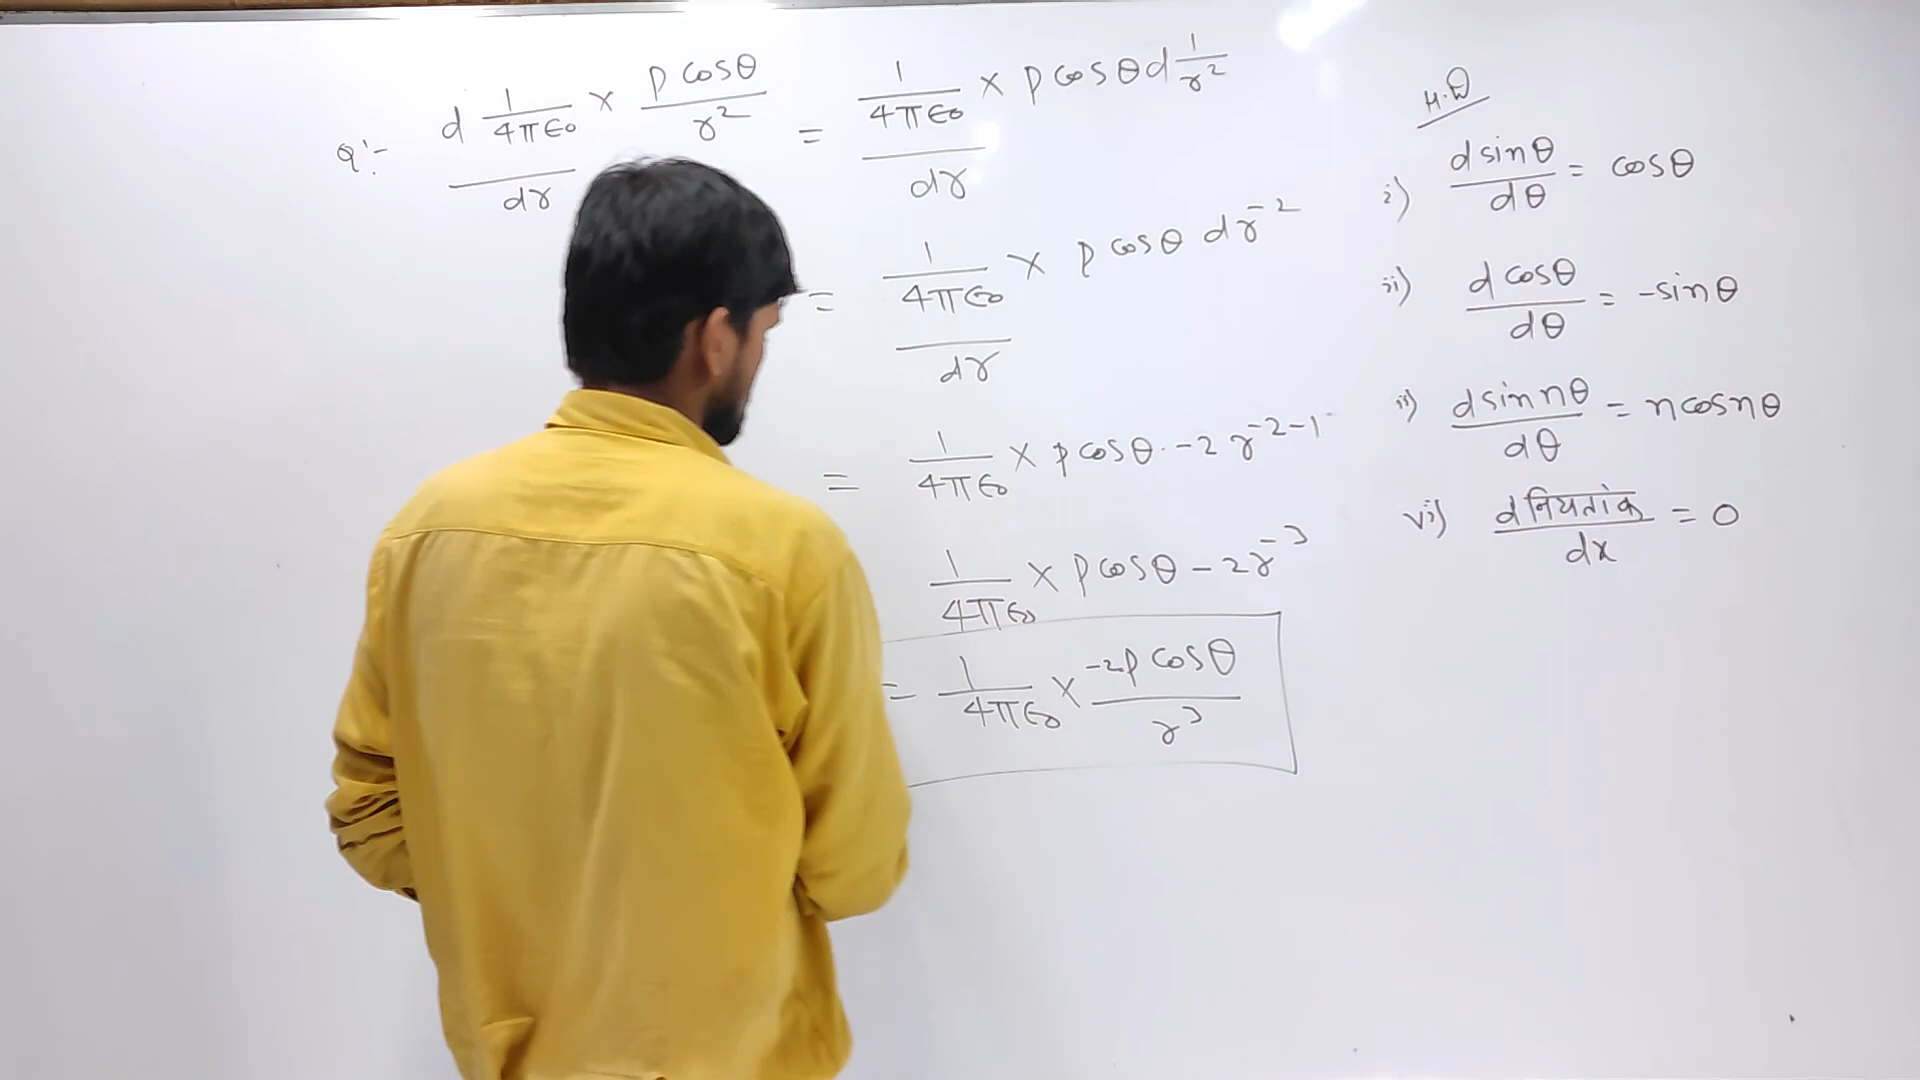 Q:- d 1/4πε₀ × p cosθ/r² / dr = 1/4πε₀ × p cosθ d 1/r² / dr
= 1/4πε₀ × p cosθ dr⁻² / dr
= 1/4πε₀ × p cosθ · -2 r⁻²⁻¹
1/4πε₀ × p cosθ - 2r⁻³
= 1/4πε₀ × -2p cosθ/r³
i) d sinθ/dθ = cosθ
ii) d cosθ/dθ = -sinθ
d sin nθ/dθ = n cos nθ
vi) d नियतांक/dx = 0